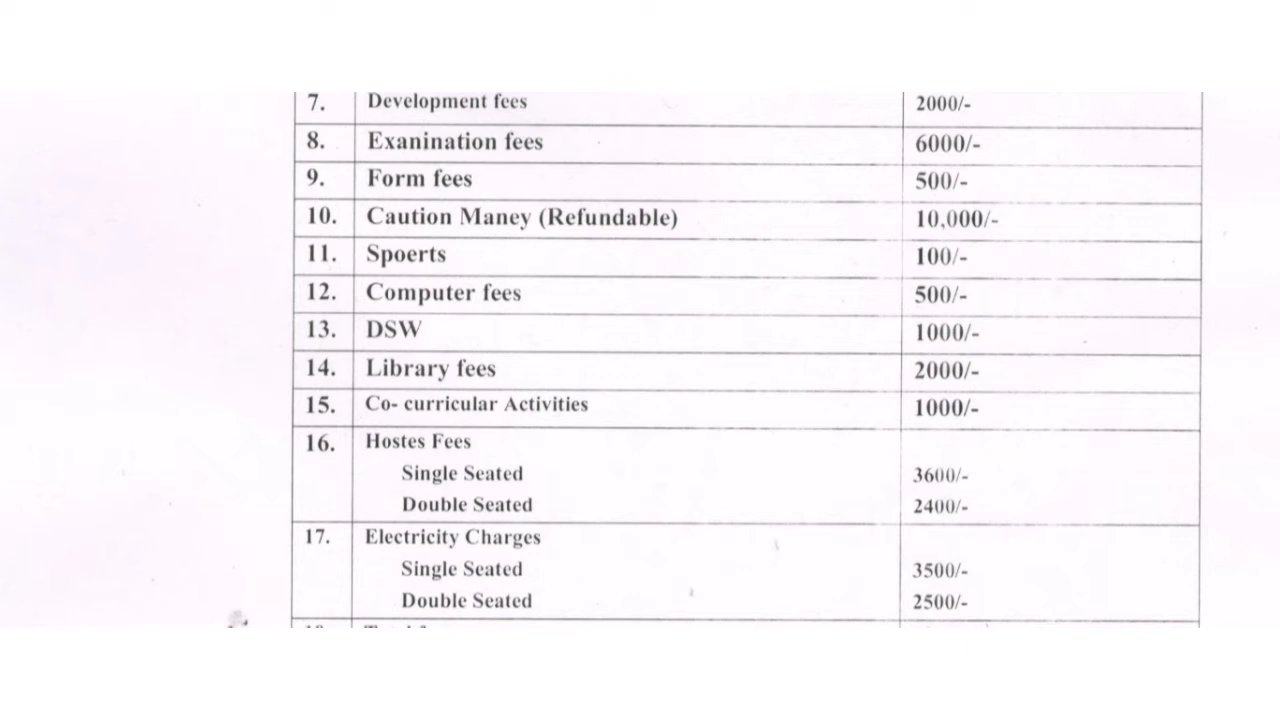 7. Development fees 2000/-
8. Exanination fees 6000/-
9. Form fees 500/-
10. Caution Maney (Refundable) 10,000/-
11. Spoerts 100/-
12. Computer fees 500/-
13. DSW 1000/-
14. Library fees 2000/-
15. Co- curricular Activities 1000/-
16. Hostes Fees
Single Seated 3600/-
Double Seated 2400/-
17. Electricity Charges
Single Seated 3500/-
Double Seated 2500/-